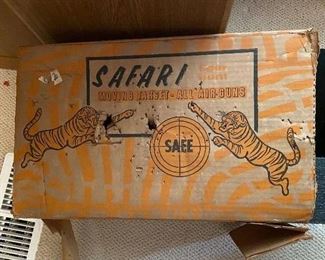 SAFARI
MOVING TARGET - ALL AIR-GUNS
SAFE